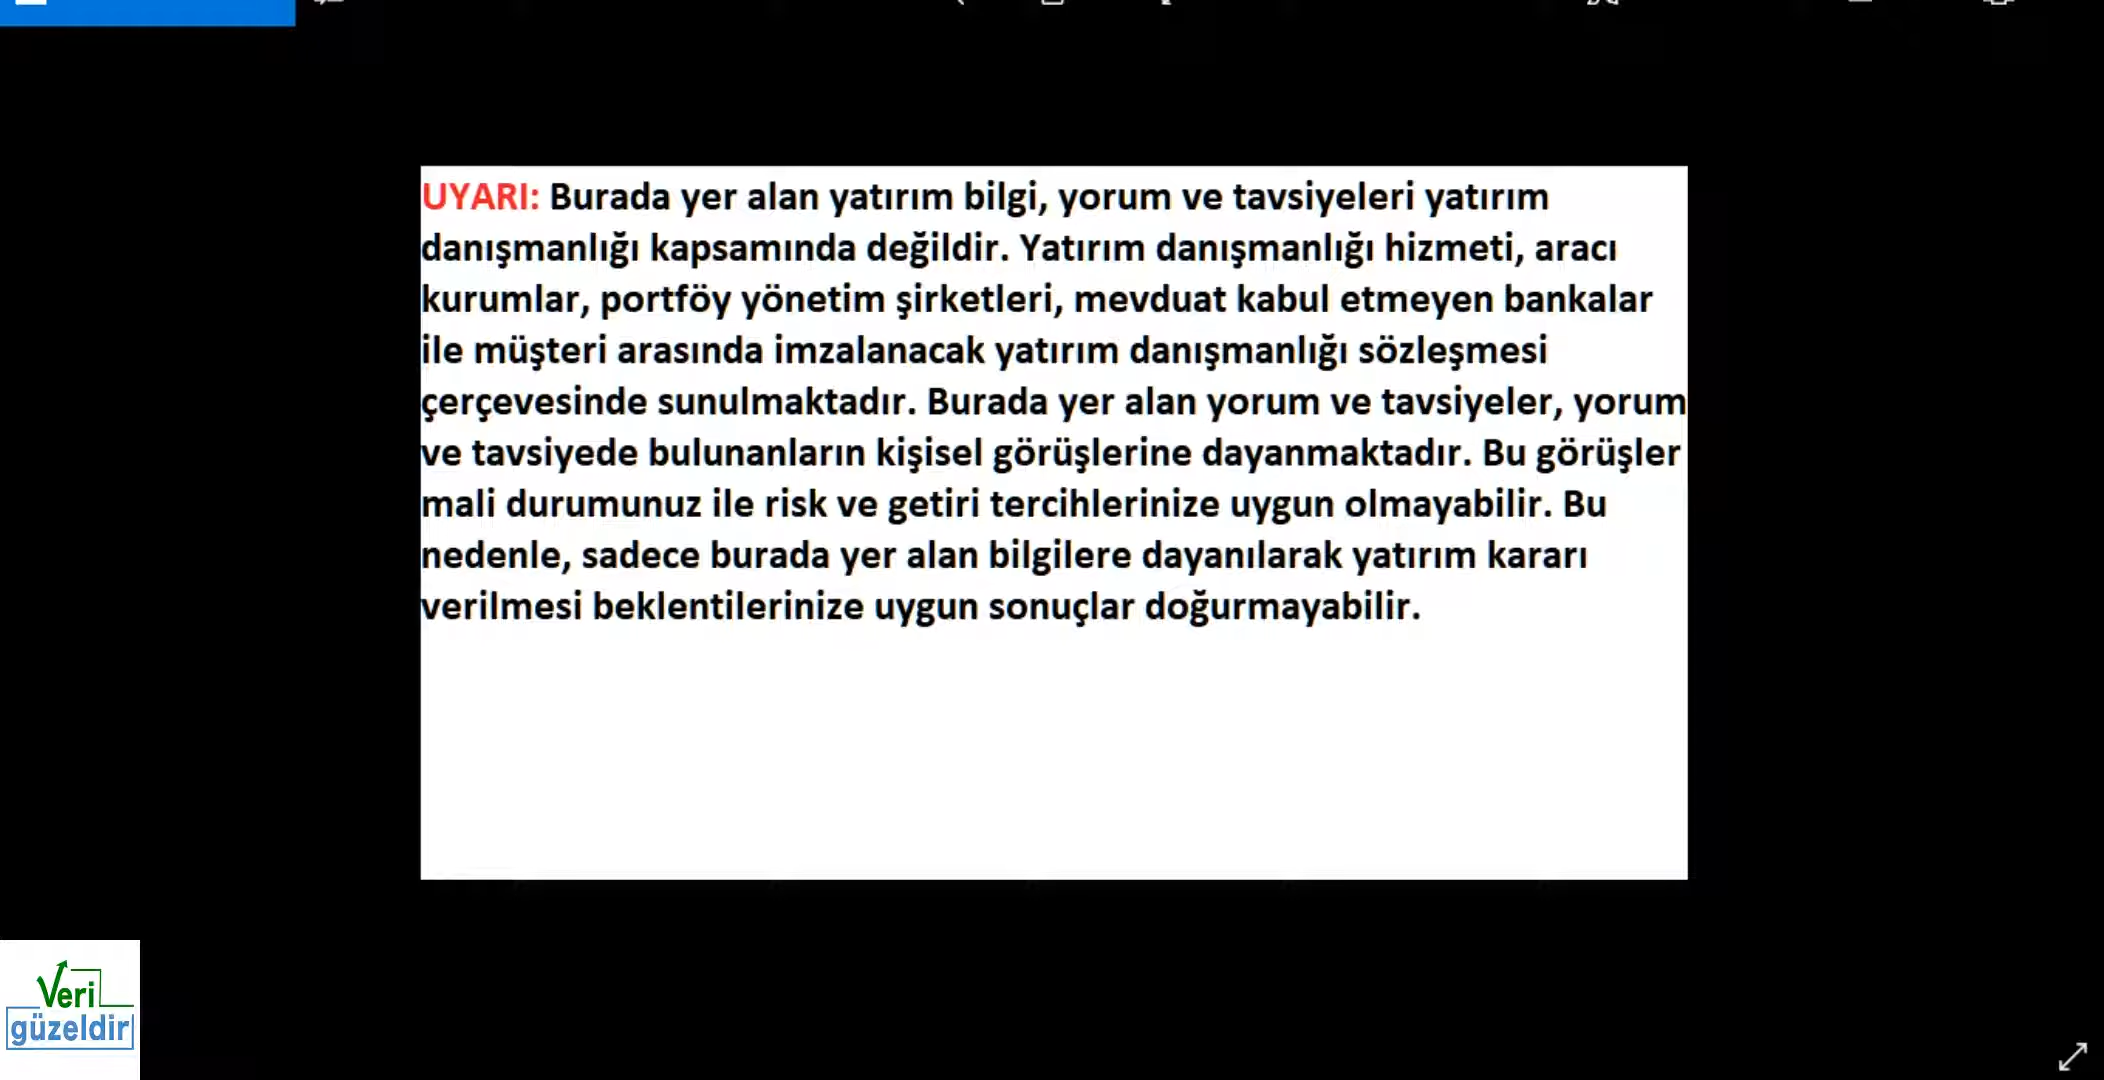 UYARI: Burada yer alan yatırım bilgi, yorum ve tavsiyeleri yatırım
danışmanlığı kapsamında değildir. Yatırım danışmanlığı hizmeti, aracı
kurumlar, portföy yönetim şirketleri, mevduat kabul etmeyen bankalar
ile müşteri arasında imzalanacak yatırım danışmanlığı sözleşmesi
çerçevesinde sunulmaktadır. Burada yer alan yorum ve tavsiyeler, yorum
ve tavsiyede bulunanların kişisel görüşlerine dayanmaktadır. Bu görüşler
mali durumunuz ile risk ve getiri tercihlerinize uygun olmayabilir. Bu
nedenle, sadece burada yer alan bilgilere dayanılarak yatırım kararı
verilmesi beklentilerinize uygun sonuçlar doğurmayabilir.
Veri
güzeldir